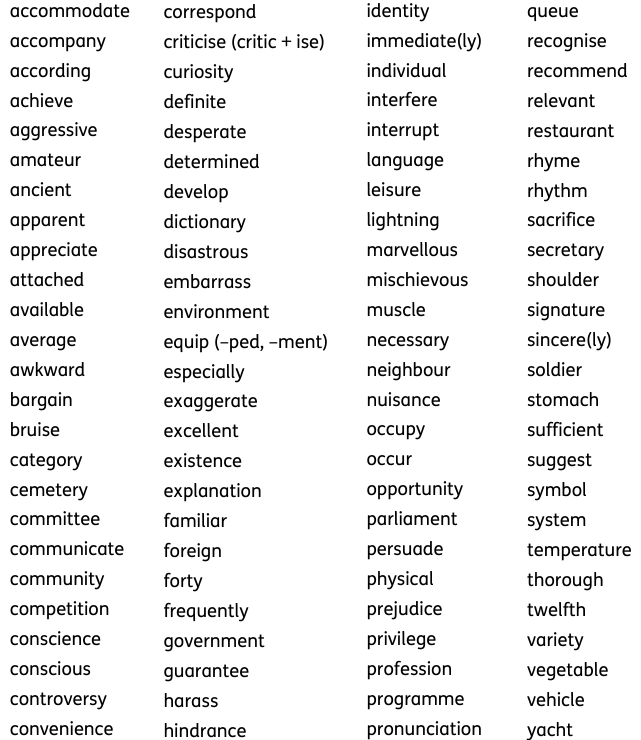 accommodate correspond identity queue
accompany criticise (critic + ise) immediate(ly) recognise
according curiosity individual recommend
achieve definite interfere relevant
aggressive desperate interrupt restaurant
amateur determined language rhyme
ancient develop leisure rhythm
apparent dictionary lightning sacrifice
appreciate disastrous marvellous secretary
attached embarrass mischievous shoulder
available environment muscle signature
average equip (–ped, –ment) necessary sincere(ly)
awkward especially neighbour soldier
bargain exaggerate nuisance stomach
bruise excellent occupy sufficient
category existence occur suggest
cemetery explanation opportunity symbol
committee familiar parliament system
communicate foreign persuade temperature
community forty physical thorough
competition frequently prejudice twelfth
conscience government privilege variety
conscious guarantee profession vegetable
controversy harass programme vehicle
convenience hindrance pronunciation yacht